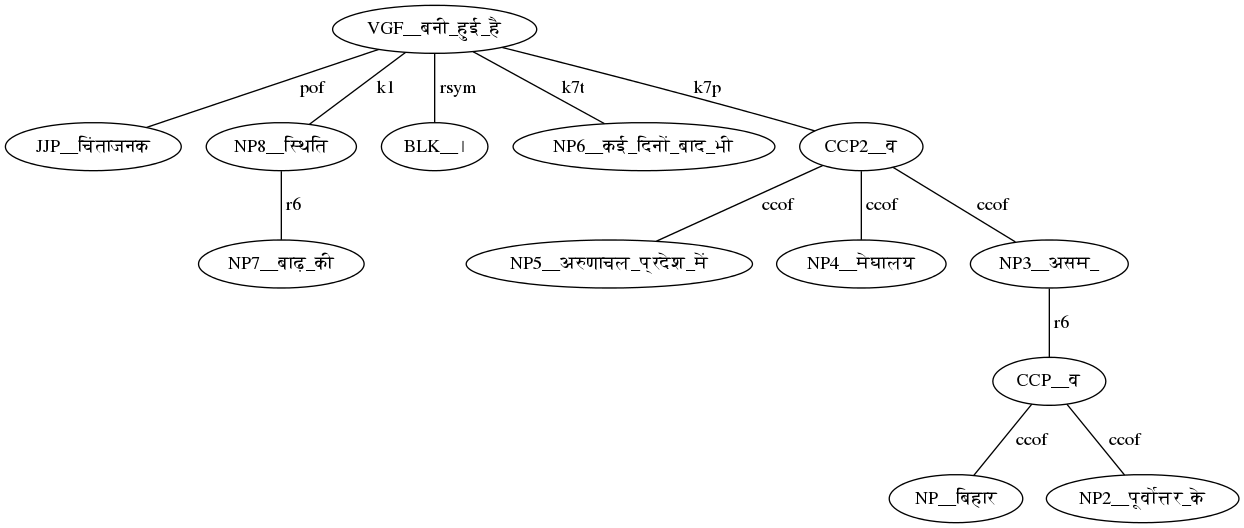 VGF__बनी_हुई_है
pof k1 rsym k7t k7p
JJP__चिंताजनक NP8__स्थिति BLK__। NP6__कई_दिनों_बाद_भी CCP2__व
r6 ccof ccof ccof
NP7__बाढ़_की NP5__अरुणाचल_प्रदेश_में NP4__मेघालय NP3__असम_
r6
CCP__व
ccof ccof
NP__बिहार NP2__पूर्वोत्तर_के